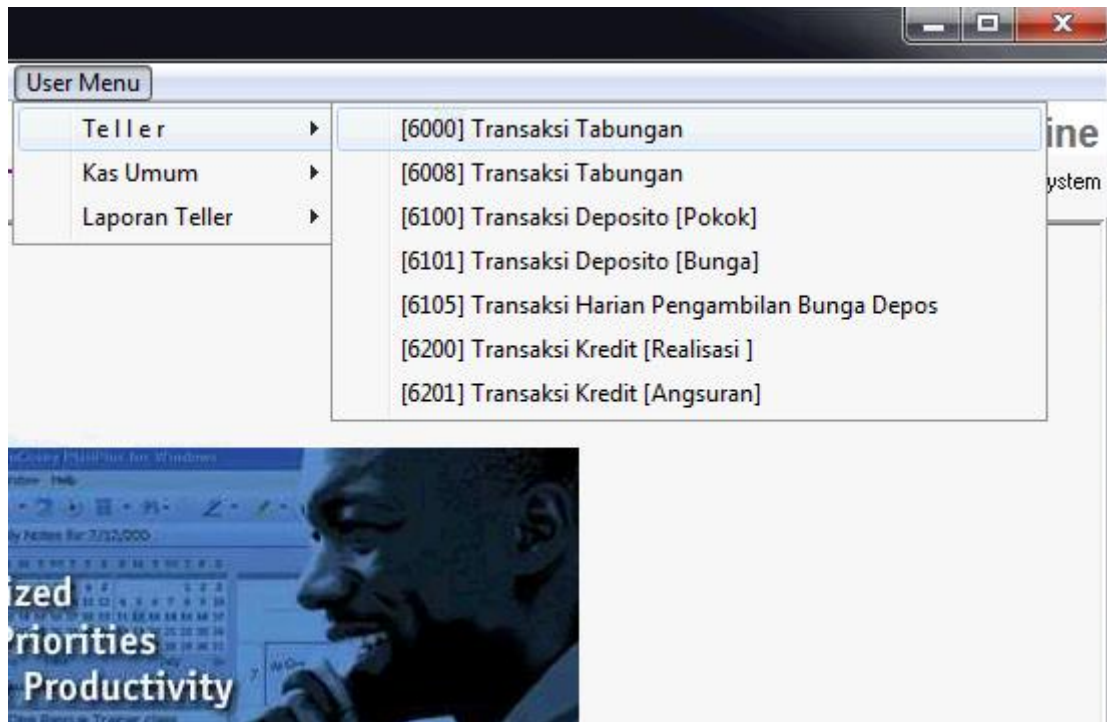 User Menu
Teller
Kas Umum
Laporan Teller
[6000] Transaksi Tabungan
[6008] Transaksi Tabungan
[6100] Transaksi Deposito [Pokok]
[6101] Transaksi Deposito [Bunga]
[6105] Transaksi Harian Pengambilan Bunga Depos
[6200] Transaksi Kredit [Realisasi ]
[6201] Transaksi Kredit [Angsuran]
ine
ystem
ized
Priorities
Productivity